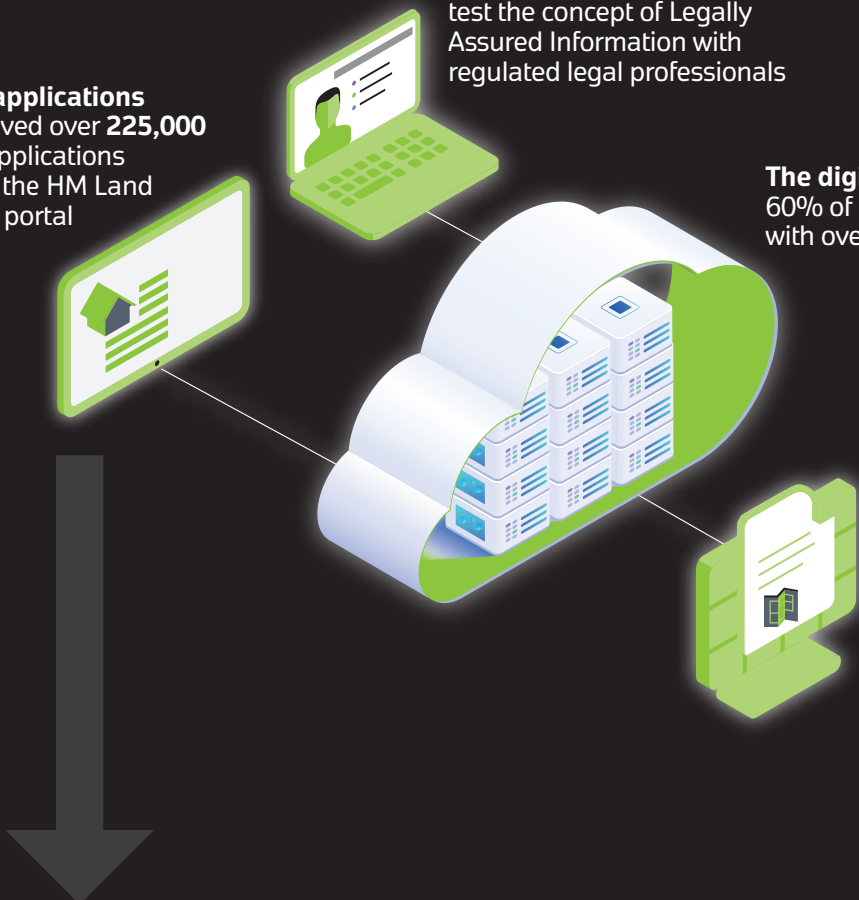 test the concept of Legally
Assured Information with
regulated legal professionals
applications
ved over 225,000
pplications
the HM Land
portal
The dig
60% of
with ove